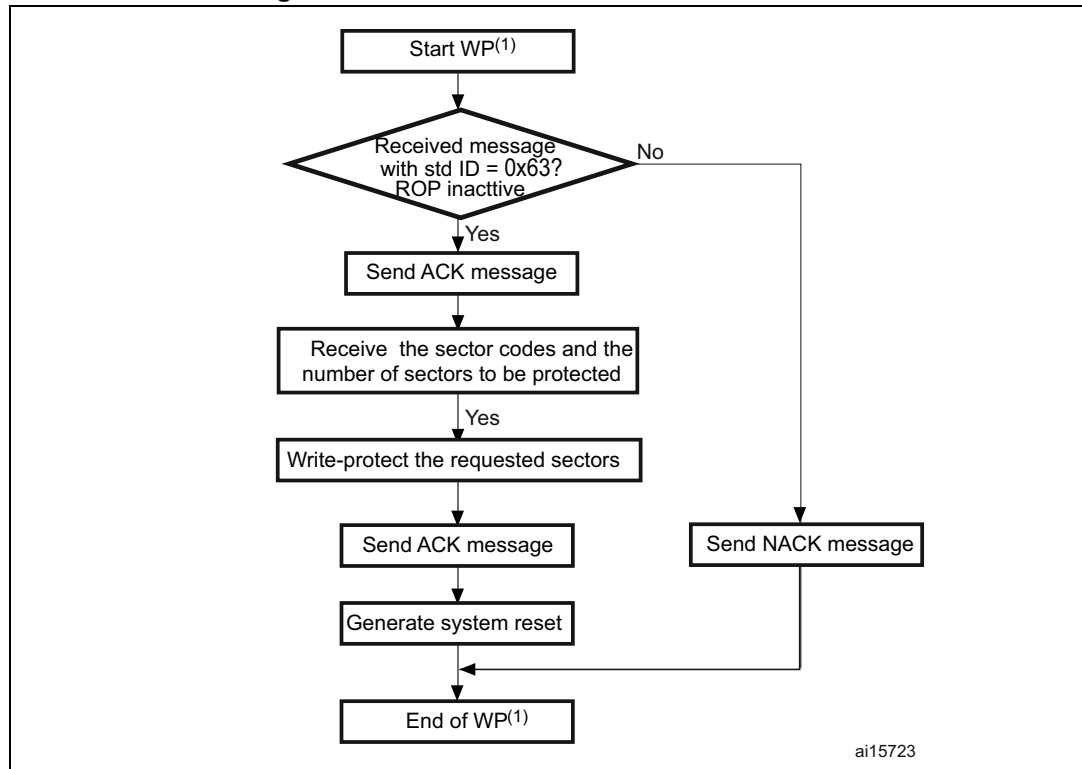 Start WP(1)
Received message
with std ID = 0x63?
ROP inacttive
No
Yes
Send ACK message
Receive the sector codes and the
number of sectors to be protected
Yes
Write-protect the requested sectors
Send ACK message
Send NACK message
Generate system reset
End of WP(1)
ai15723